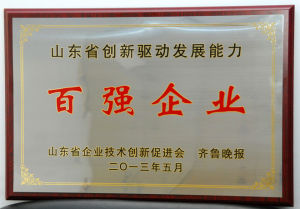 山东省创新驱动发展能力
百强企业
山东省企业技术创新促进会 齐鲁晚报
二〇一三年五月